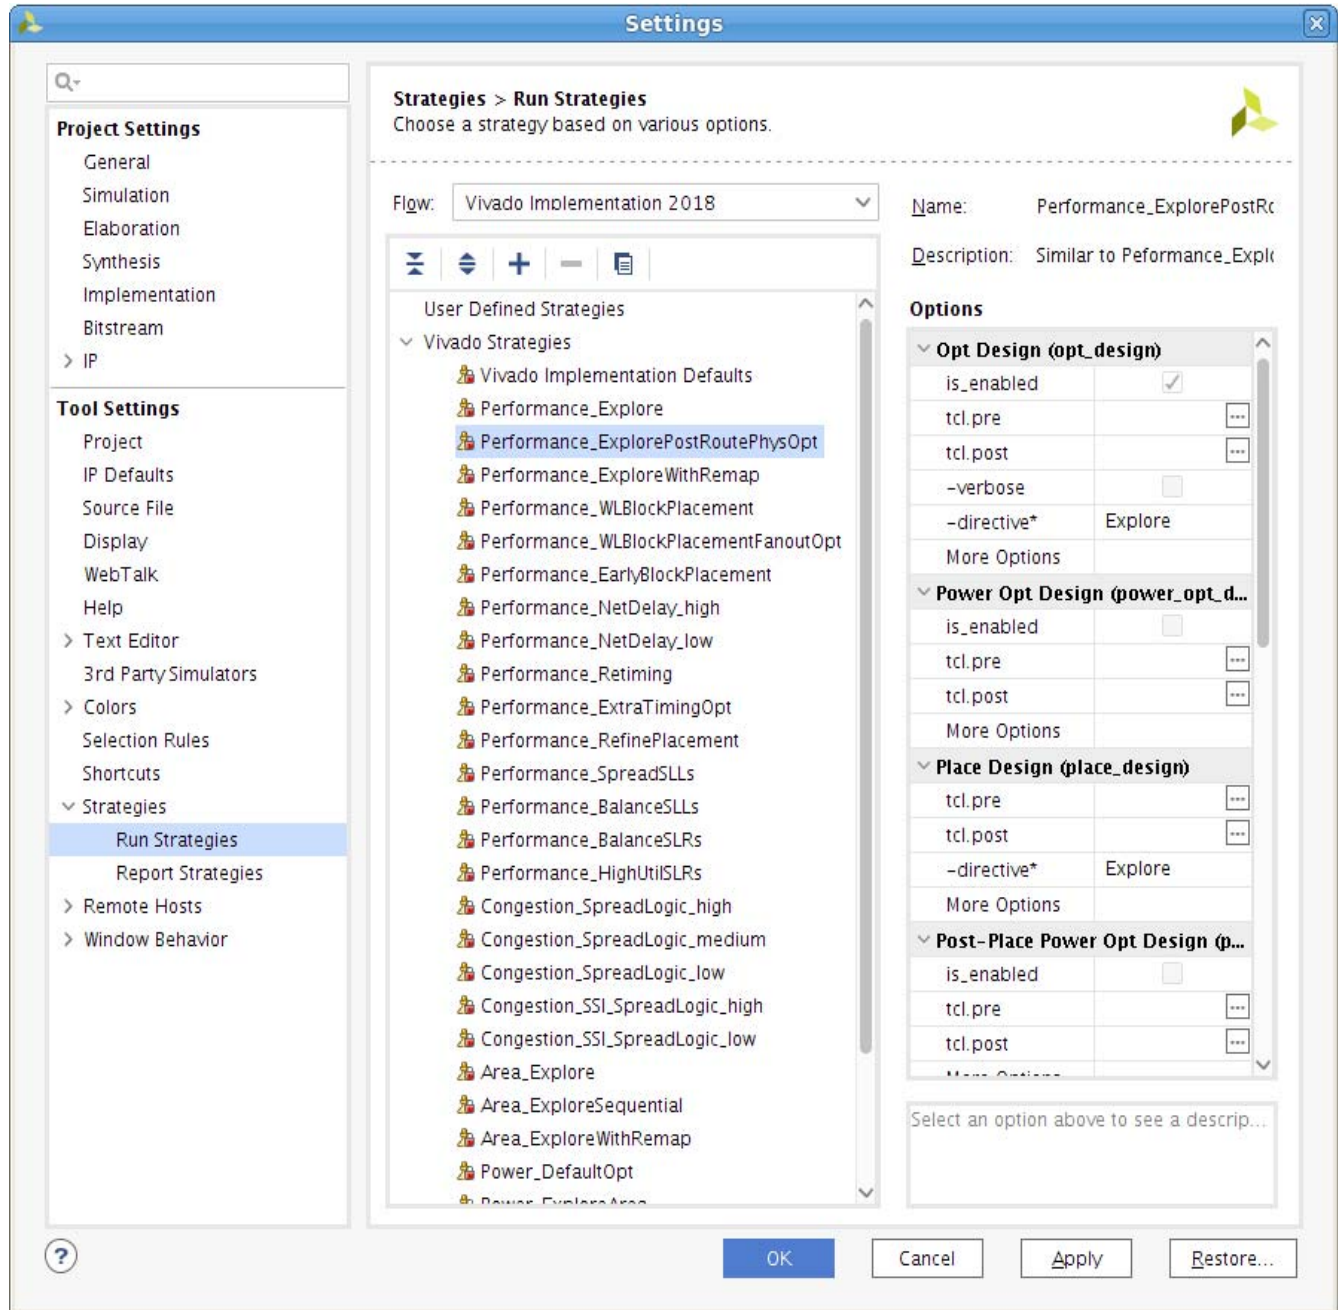 Settings
Project Settings
General
Simulation
Elaboration
Synthesis
Implementation
Bitstream
IP
Tool Settings
Project
IP Defaults
Source File
Display
WebTalk
Help
Text Editor
3rd Party Simulators
Colors
Selection Rules
Shortcuts
Strategies
Run Strategies
Report Strategies
Remote Hosts
Window Behavior
Strategies > Run Strategies
Choose a strategy based on various options.
Flow: Vivado Implementation 2018
User Defined Strategies
Vivado Strategies
Vivado Implementation Defaults
Performance_Explore
Performance_ExplorePostRoutePhysOpt
Performance_ExploreWithRemap
Performance_WLBlockPlacement
Performance_WLBlockPlacementFanoutOpt
Performance_EarlyBlockPlacement
Performance_NetDelay_high
Performance_NetDelay_low
Performance_Retiming
Performance_ExtraTimingOpt
Performance_RefinePlacement
Performance_SpreadSLLs
Performance_BalanceSLLs
Performance_BalanceSLRs
Performance_HighUtilSLRs
Congestion_SpreadLogic_high
Congestion_SpreadLogic_medium
Congestion_SpreadLogic_low
Congestion_SSI_SpreadLogic_high
Congestion_SSI_SpreadLogic_low
Area_Explore
Area_ExploreSequential
Area_ExploreWithRemap
Power_DefaultOpt
Power_ExploreArea
Name: Performance_ExplorePostRo
Description: Similar to Peformance_Explo
Options
Opt Design (opt_design)
is_enabled
tcl.pre ...
tcl.post ...
-verbose
-directive* Explore
More Options
Power Opt Design (power_opt_d...
is_enabled
tcl.pre ...
tcl.post ...
More Options
Place Design (place_design)
tcl.pre ...
tcl.post ...
-directive* Explore
More Options
Post-Place Power Opt Design (p...
is_enabled
tcl.pre ...
tcl.post ...
More Options
Select an option above to see a descrip...
? OK Cancel Apply Restore...